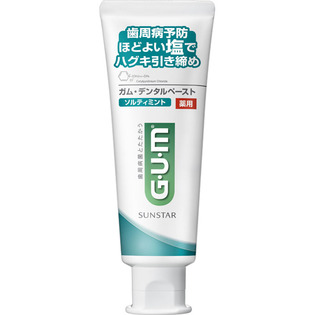 歯周病予防
ほどよい塩で
ハグキ引き締め
ガム・デンタルペースト
ソルティミント
薬用
G・U・M
SUNSTAR